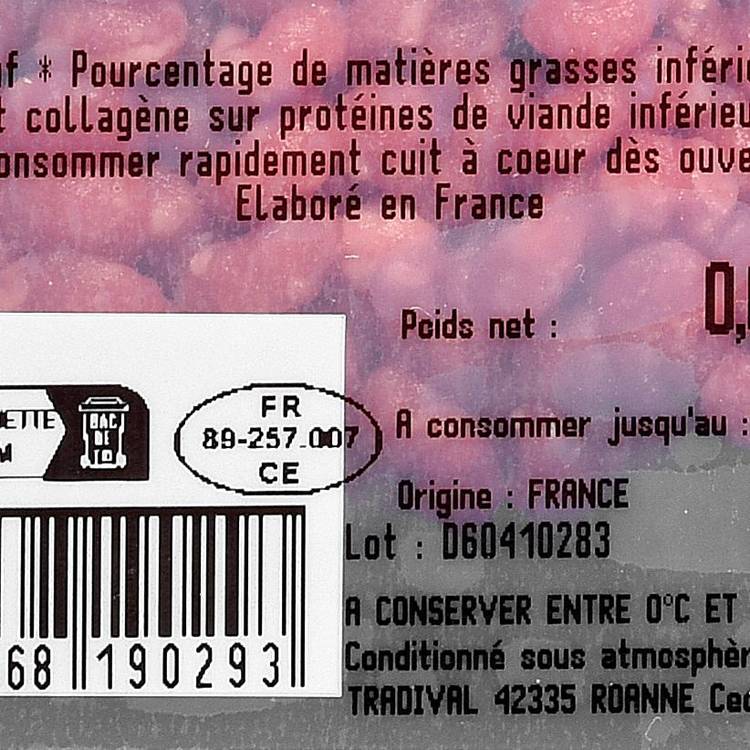 * Pourcentage de matières grasses inféri
t collagène sur protéines de viande inférieu
onsommer rapidement cuit à coeur dès ouve
Elaboré en France
Poids net : 0,
ETTE
BAC
DE
TRI
FR
89-257.007
CE
A consommer jusqu'au :
Origine : FRANCE
Lot : D60410283
A CONSERVER ENTRE 0°C ET
Conditionné sous atmosphèr
TRADIVAL 42335 ROANNE Ced
68 190293